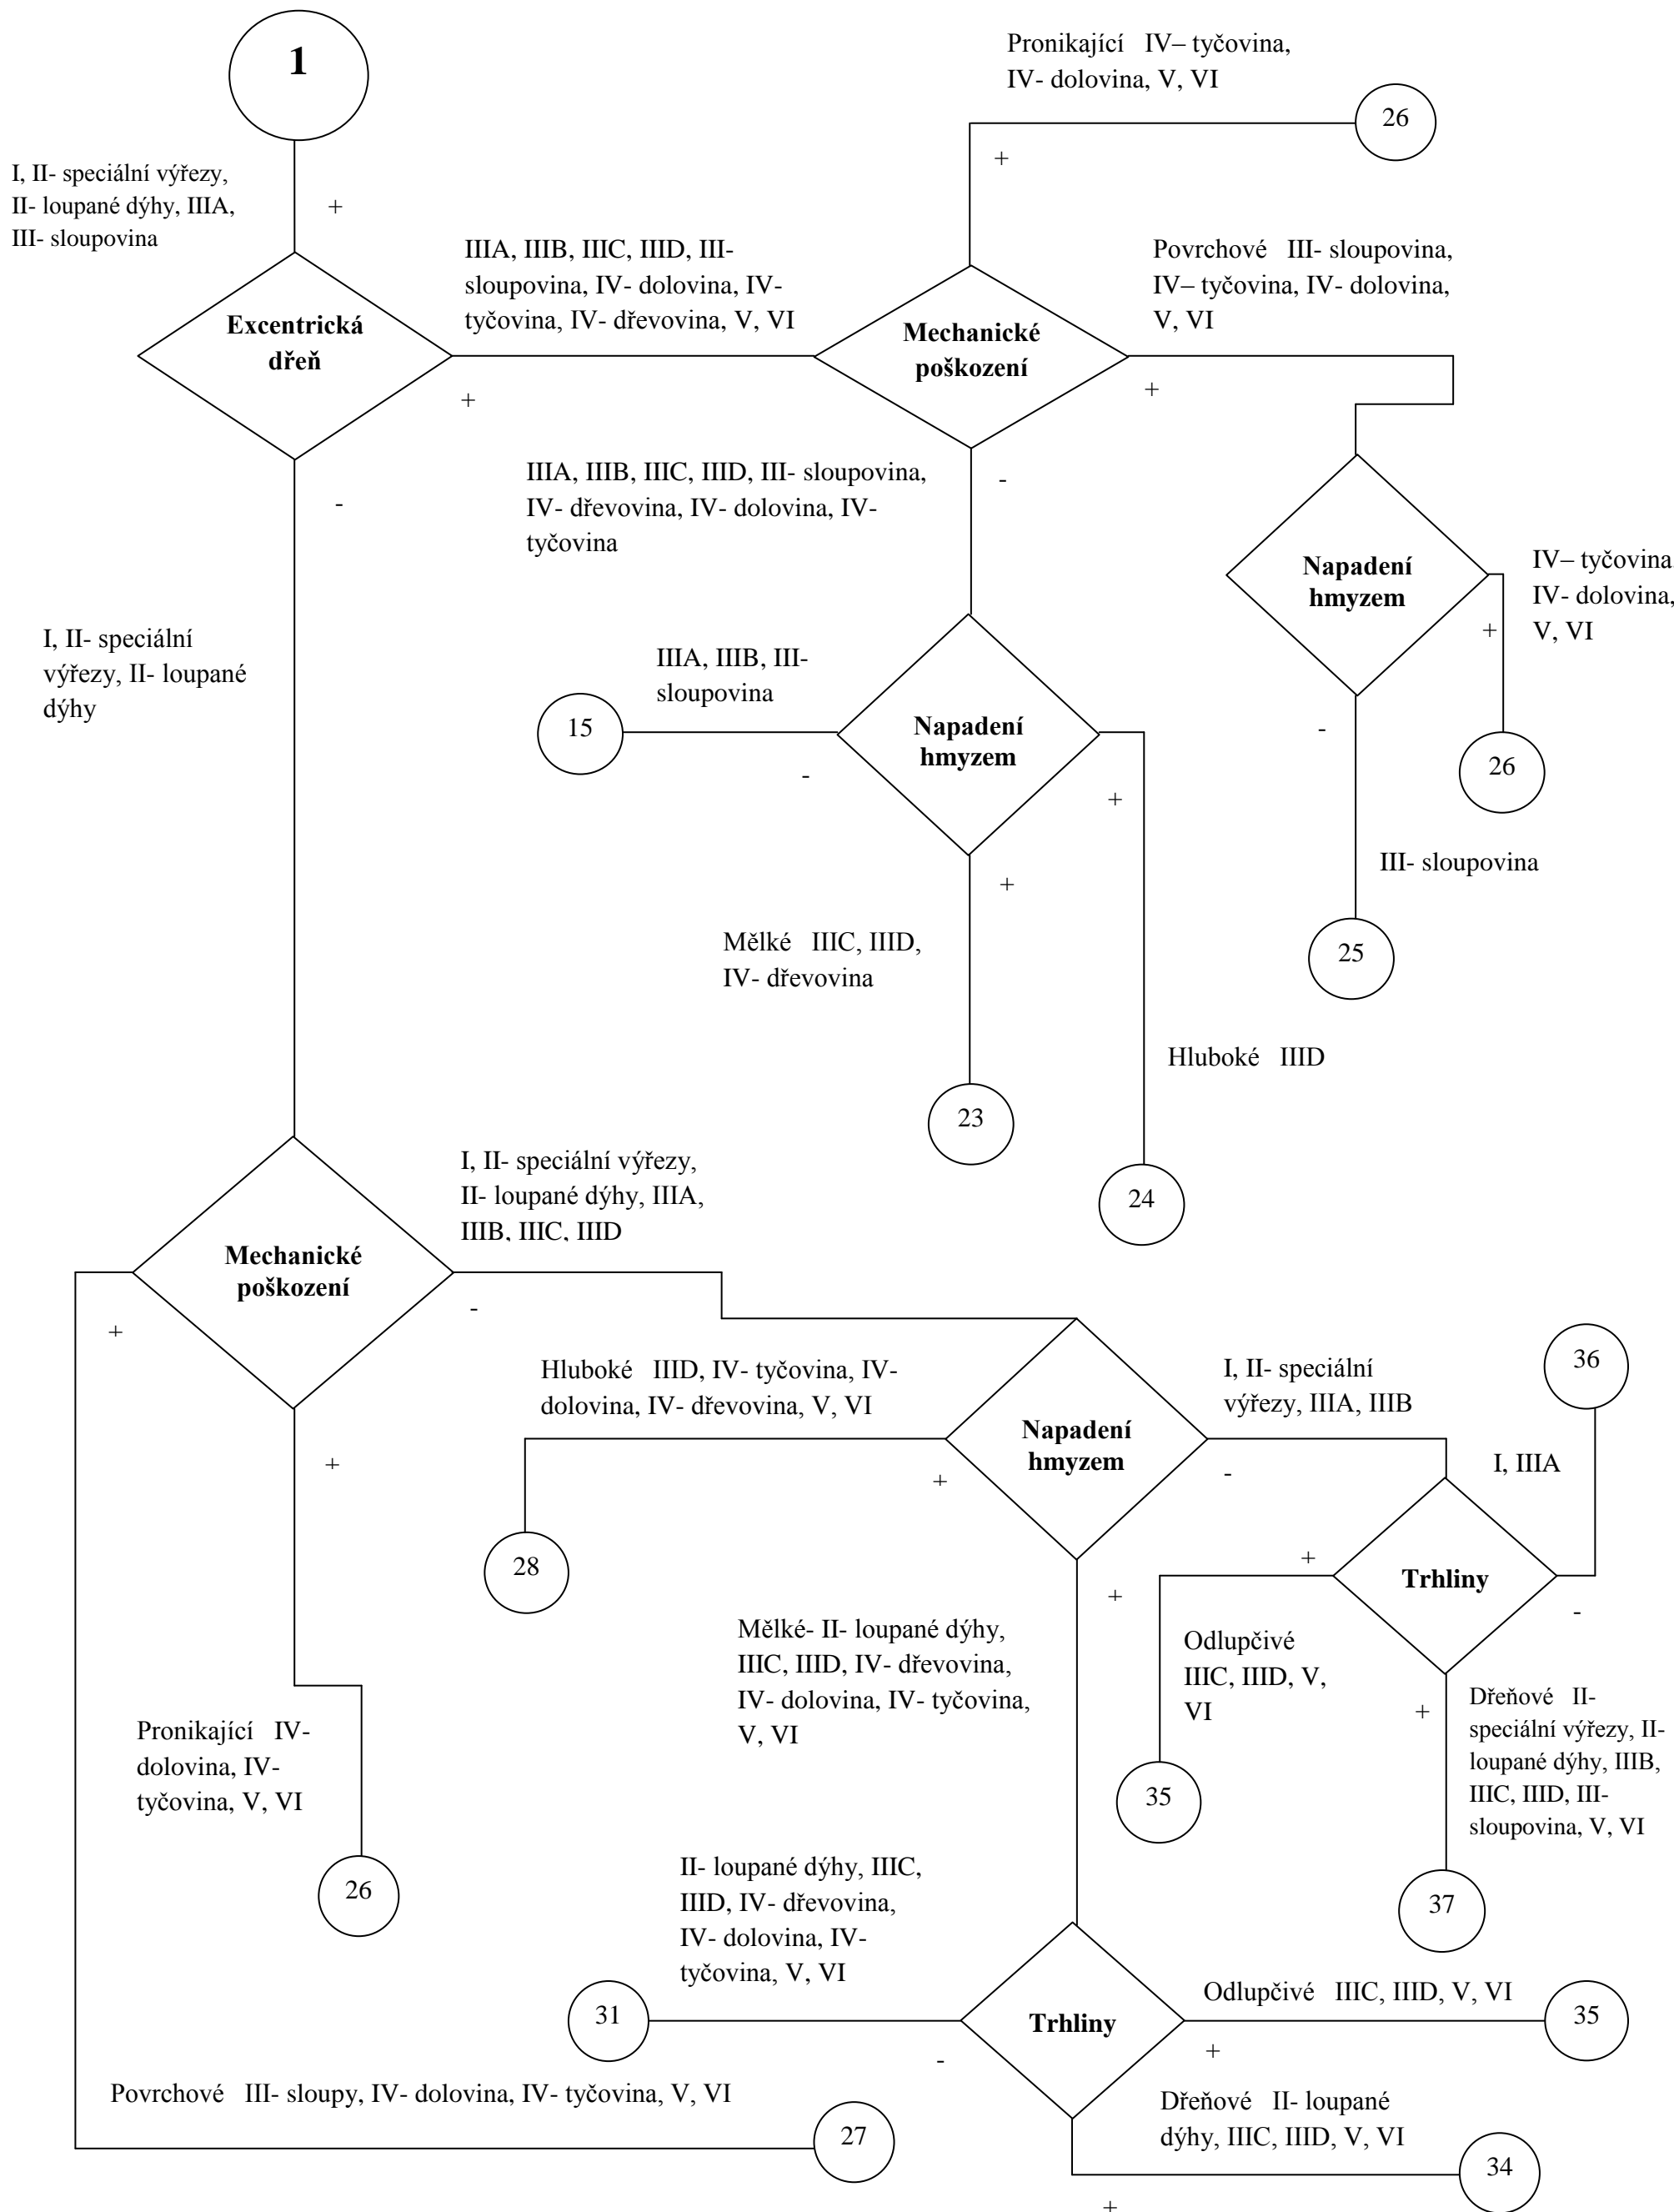 1
Pronikající IV– tyčovina,
IV- dolovina, V, VI
26
+
I, II- speciální výřezy,
II- loupané dýhy, IIIA,
III- sloupovina
+
IIIA, IIIB, IIIC, IIID, III-
sloupovina, IV- dolovina, IV-
tyčovina, IV- dřevovina, V, VI
Povrchové III- sloupovina,
IV– tyčovina, IV- dolovina,
V, VI
Excentrická
dřeň
Mechanické
poškození
+
+
-
IIIA, IIIB, IIIC, IIID, III- sloupovina,
IV- dřevovina, IV- dolovina, IV-
tyčovina
-
Napadení
hmyzem
IV– tyčovina
IV- dolovina,
V, VI
+
-
26
I, II- speciální
výřezy, II- loupané
dýhy
IIIA, IIIB, III-
sloupovina
15
-
Napadení
hmyzem
+
+
III- sloupovina
25
Mělké IIIC, IIID,
IV- dřevovina
23
Hluboké IIID
24
I, II- speciální výřezy,
II- loupané dýhy, IIIA,
IIIB, IIIC, IIID
Mechanické
poškození
+
-
+
Hluboké IIID, IV- tyčovina, IV-
dolovina, IV- dřevovina, V, VI
Napadení
hmyzem
+
-
+
I, II- speciální
výřezy, IIIA, IIIB
36
I, IIIA
28
Trhliny
+
-
+
Mělké- II- loupané dýhy,
IIIC, IIID, IV- dřevovina,
IV- dolovina, IV- tyčovina,
V, VI
Odlupčivé
IIIC, IIID, V,
VI
35
Dřeňové II-
speciální výřezy, II-
loupané dýhy, IIIB,
IIIC, IIID, III-
sloupovina, V, VI
37
Pronikající IV-
dolovina, IV-
tyčovina, V, VI
26
II- loupané dýhy, IIIC,
IIID, IV- dřevovina,
IV- dolovina, IV-
tyčovina, V, VI
31
-
Trhliny
Odlupčivé IIIC, IIID, V, VI
35
+
Povrchové III- sloupy, IV- dolovina, IV- tyčovina, V, VI
27
Dřeňové II- loupané
dýhy, IIIC, IIID, V, VI
34
+